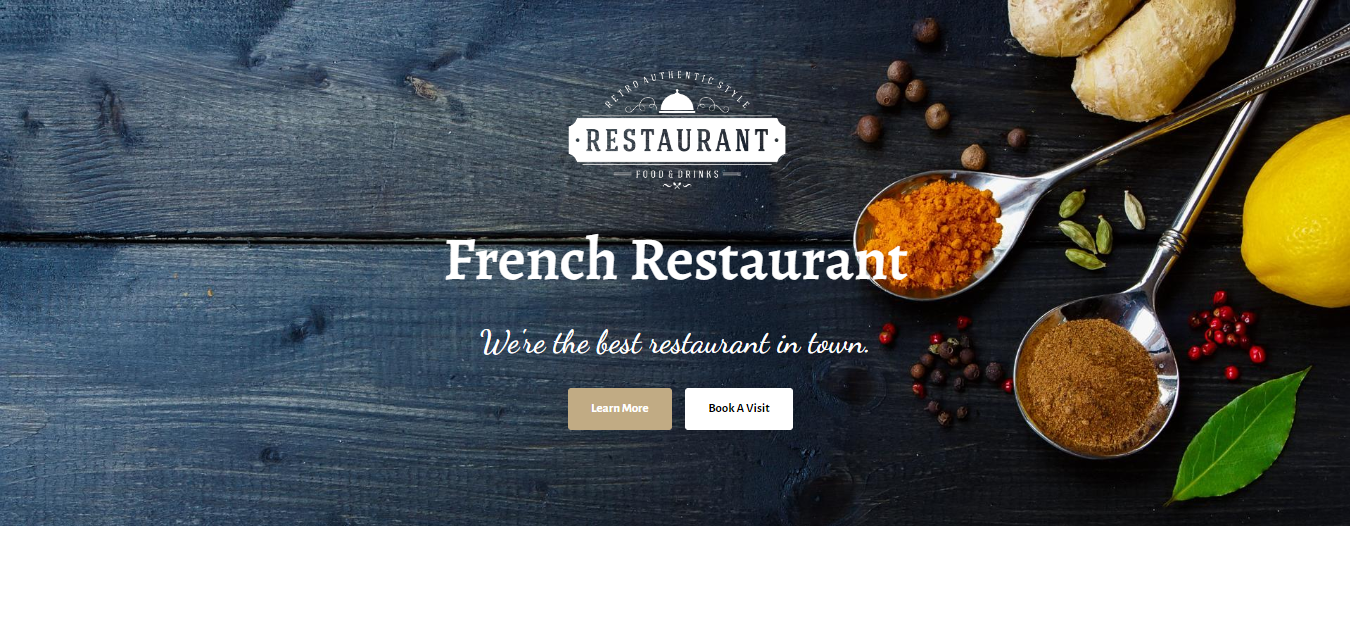 RETRO AUTHENTIC STYLE
·RESTAURANT·
FOOD & DRINKS
French Restaurant
We're the best restaurant in town.
Learn More
Book A Visit